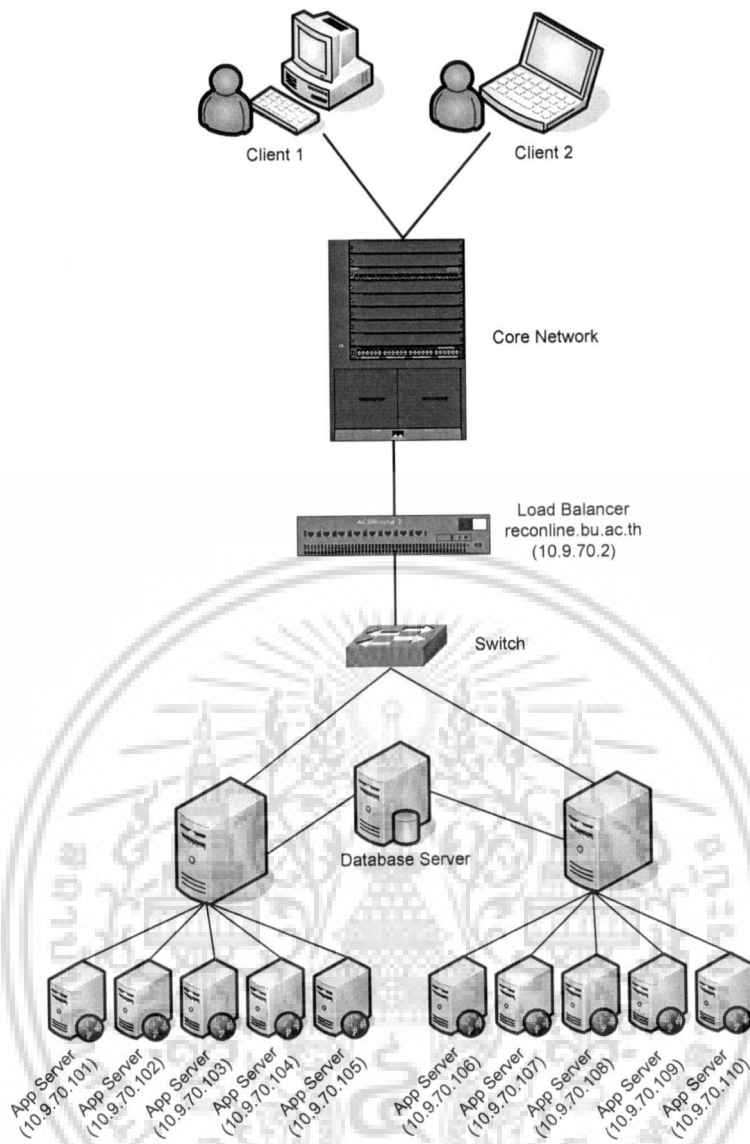 Client 1
Client 2
Core Network
Load Balancer
reconline.bu.ac.th
(10.9.70.2)
Switch
Database Server
App Server
(10.9.70.101)
App Server
(10.9.70.102)
App Server
(10.9.70.103)
App Server
(10.9.70.104)
App Server
(10.9.70.105)
App Server
(10.9.70.106)
App Server
(10.9.70.107)
App Server
(10.9.70.108)
App Server
(10.9.70.109)
App Server
(10.9.70.110)